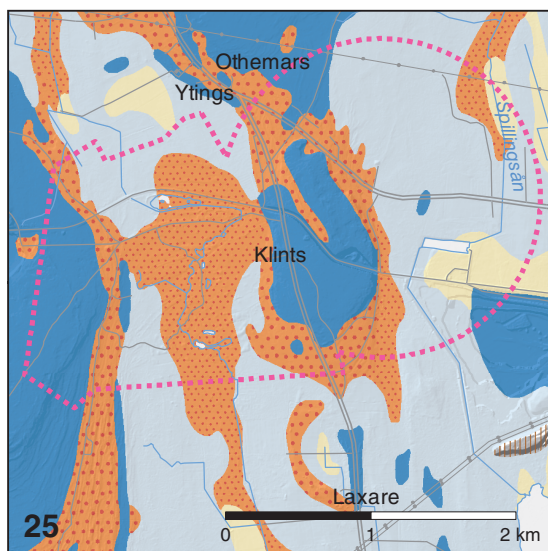 Othemars
Ytings
Spillingsån
Klints
Laxare
25
0 1 2 km